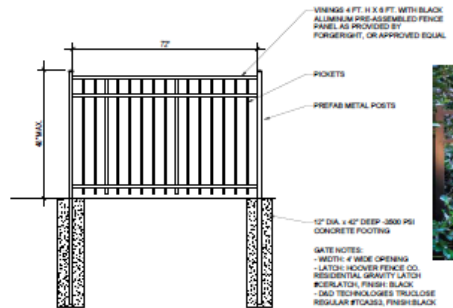 VININGS 4 FT. H X 6 FT. WITH BLACK
ALUMINUM PRE-ASSEMBLED FENCE
PANEL AS PROVIDED BY
FORGERIGHT, OR APPROVED EQUAL
72"
PICKETS
PREFAB METAL POSTS
48" MAX.
12" DIA. x 42" DEEP -3500 PSI
CONCRETE FOOTING
GATE NOTES:
- WIDTH: 4' WIDE OPENING
- LATCH: HOOVER FENCE CO.
RESIDENTIAL GRAVITY LATCH
#CERLATCH, FINISH: BLACK
- D&D TECHNOLOGIES TRUCLOSE
REGULAR #TCA3S3, FINISH:BLACK